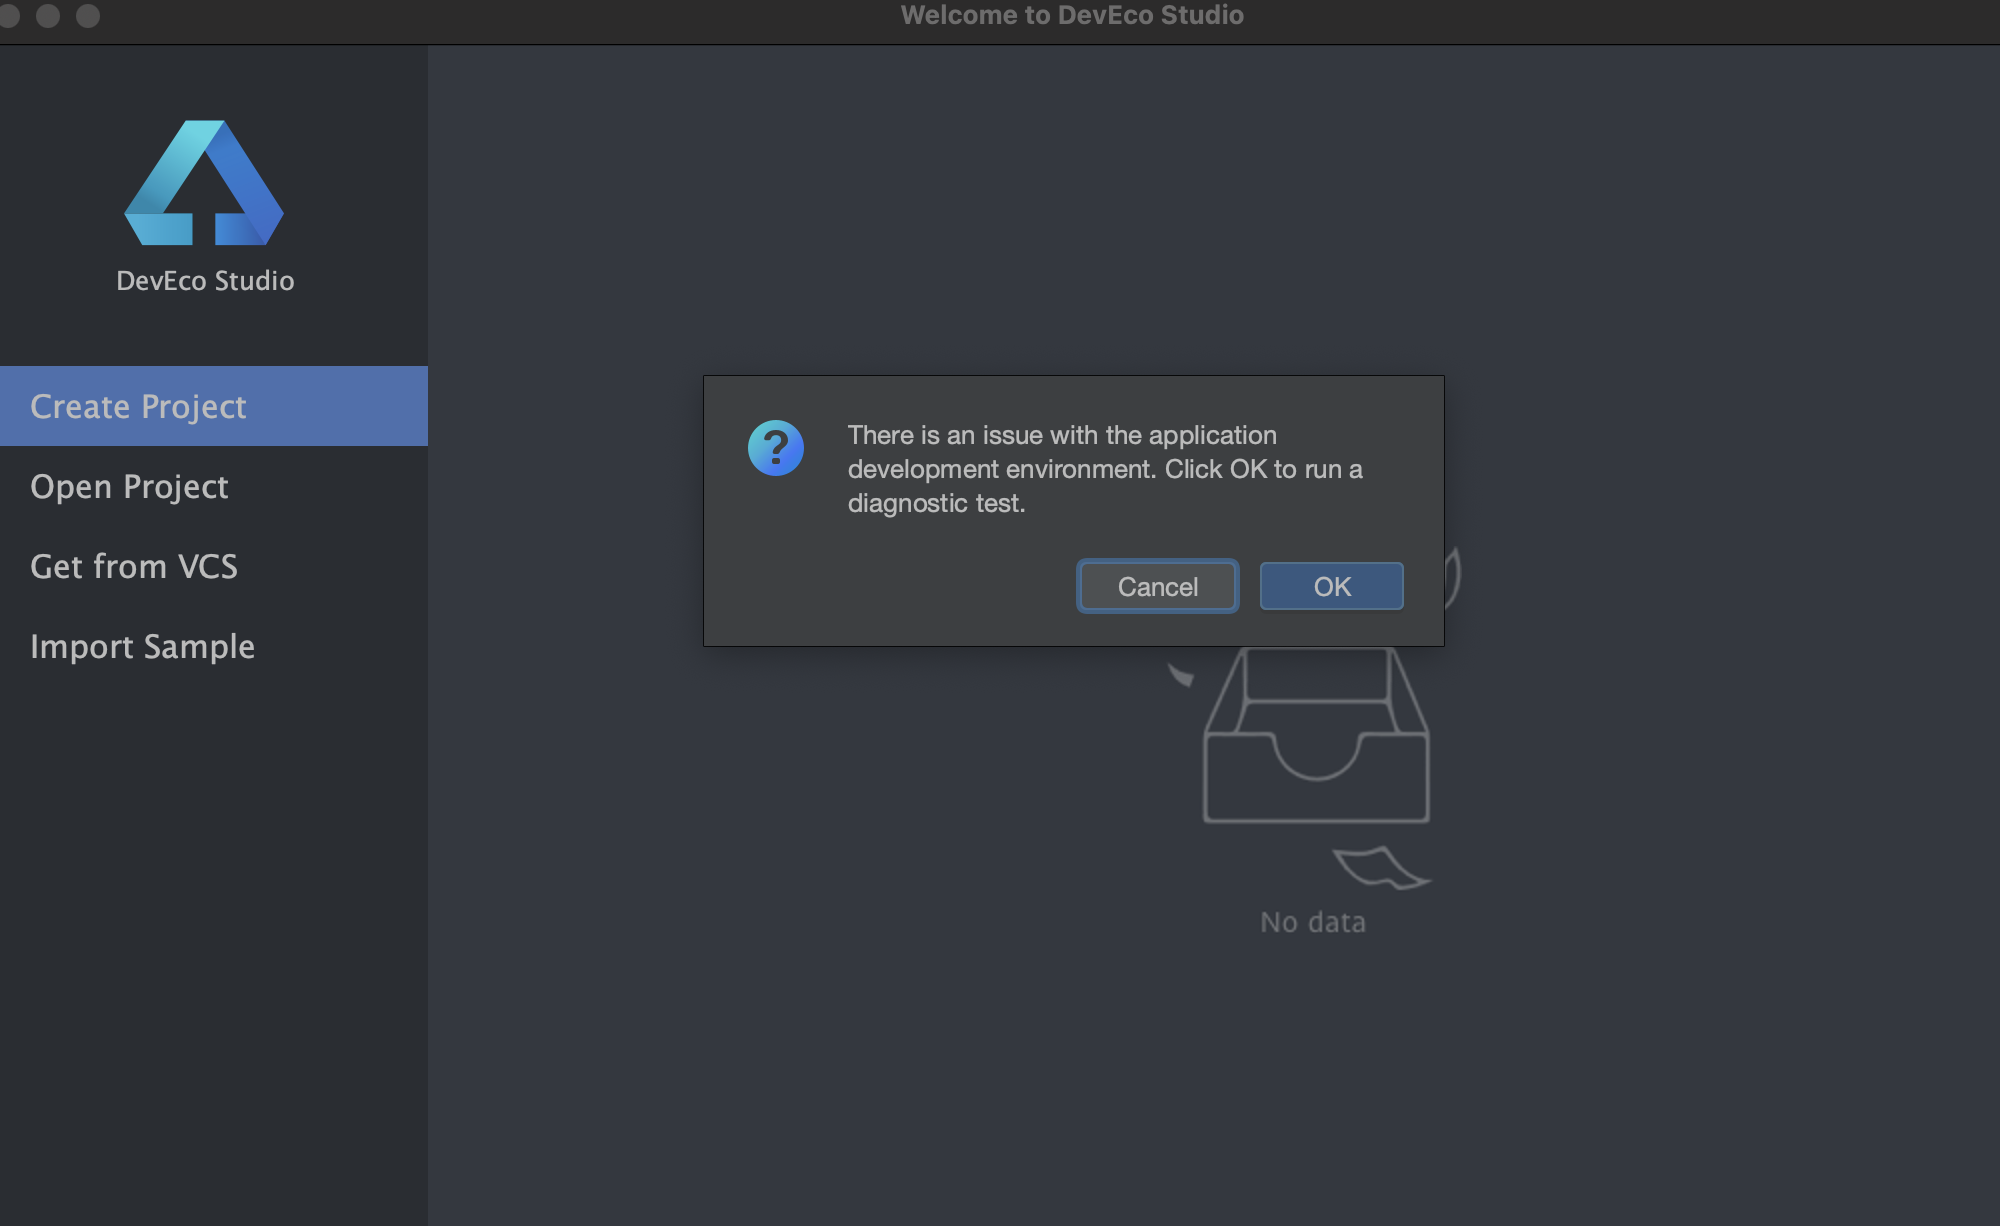 Welcome to DevEco Studio
DevEco Studio
Create Project
Open Project
Get from VCS
Import Sample
There is an issue with the application
development environment. Click OK to run a
diagnostic test.
Cancel
OK
No data